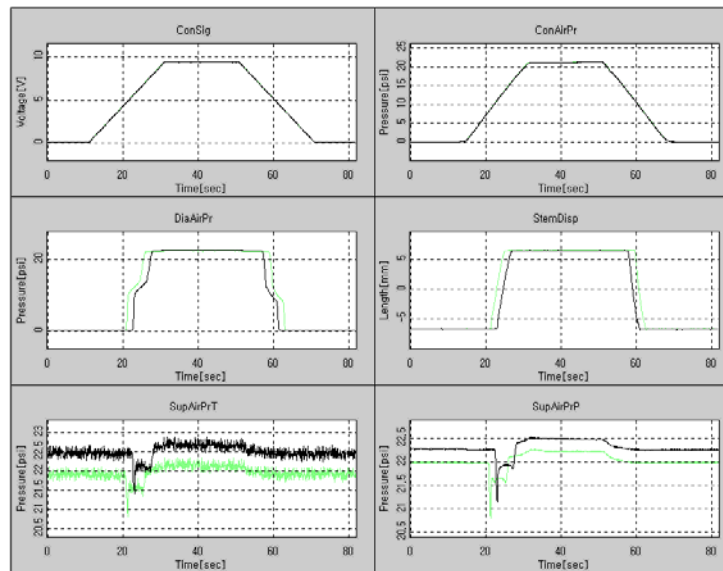 ConSig
Voltage[V]
10
5
0
0 20 40 60 80
Time[sec]
ConAirPr
Pressure[psi]
25
20
15
10
5
0
0 20 40 60 80
Time[sec]
DiaAirPr
Pressure[psi]
20
0
0 20 40 60 80
Time[sec]
StemDisp
Length[mm]
5
0
-5
0 20 40 60 80
Time[sec]
SupAirPrT
Pressure[psi]
23
22.5
22
21.5
21
20.5
0 20 40 60 80
Time[sec]
SupAirPrP
Pressure[psi]
22.5
22
21.5
21
20.5
0 20 40 60 80
Time[sec]